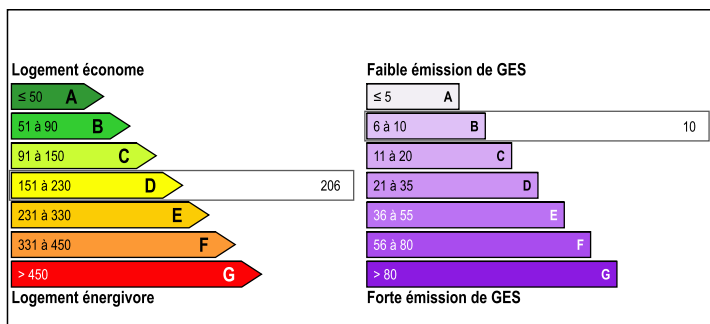 Logement économe
≤ 50 A
51 à 90 B
91 à 150 C
151 à 230 D 206
231 à 330 E
331 à 450 F
> 450 G
Logement énergivore
Faible émission de GES
≤ 5 A
6 à 10 B 10
11 à 20 C
21 à 35 D
36 à 55 E
56 à 80 F
> 80 G
Forte émission de GES